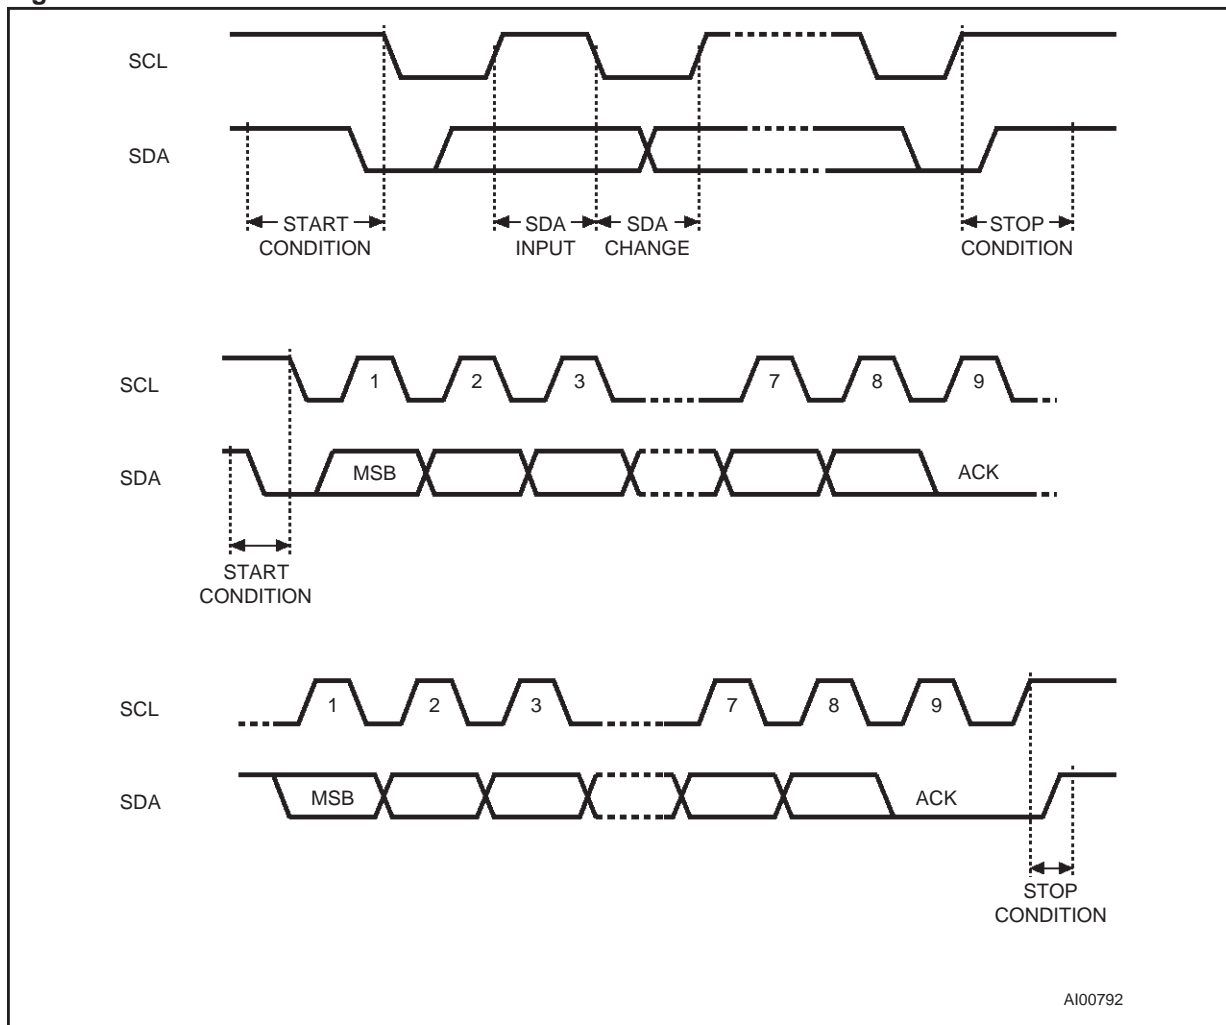 SCL
SDA
START CONDITION
SDA INPUT
SDA CHANGE
STOP CONDITION
SCL
1 2 3 7 8 9
SDA
MSB
ACK
START CONDITION
SCL
1 2 3 7 8 9
SDA
MSB
ACK
STOP CONDITION
AI00792